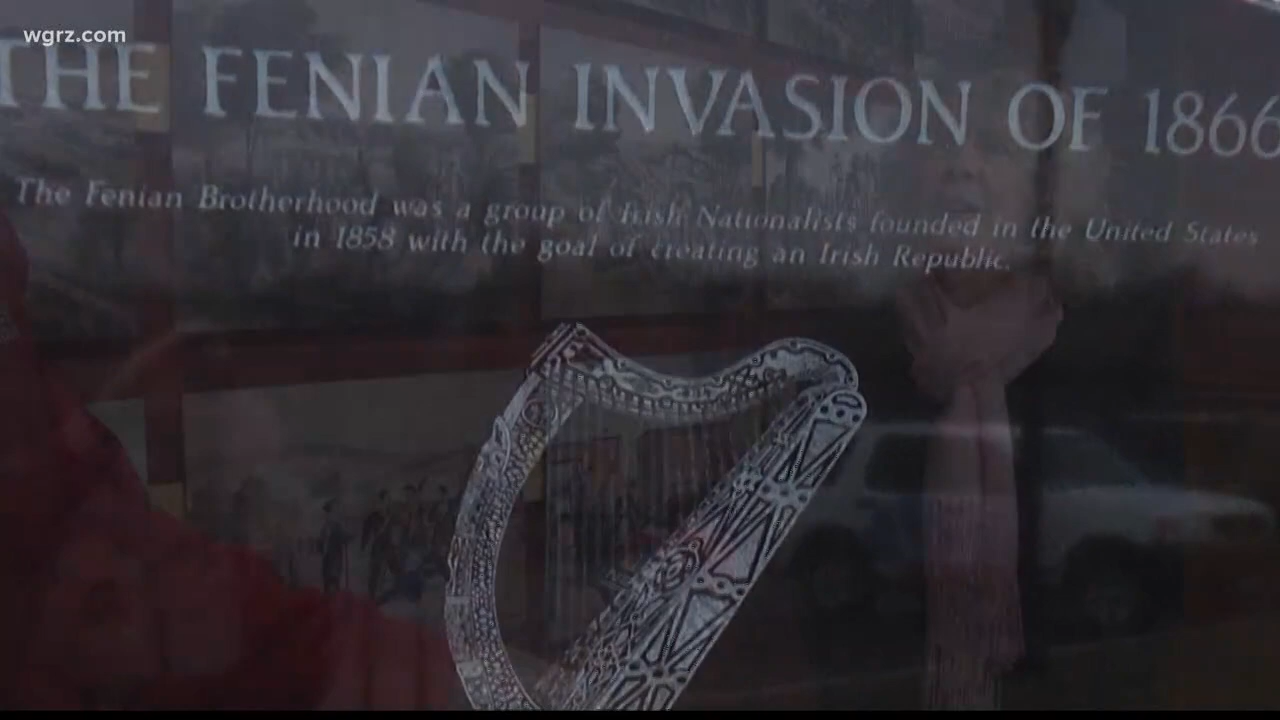 wgrz.com
THE FENIAN INVASION OF 1866
The Fenian Brotherhood was a group of Irish Nationalists founded in the United States
in 1858 with the goal of creating an Irish Republic.